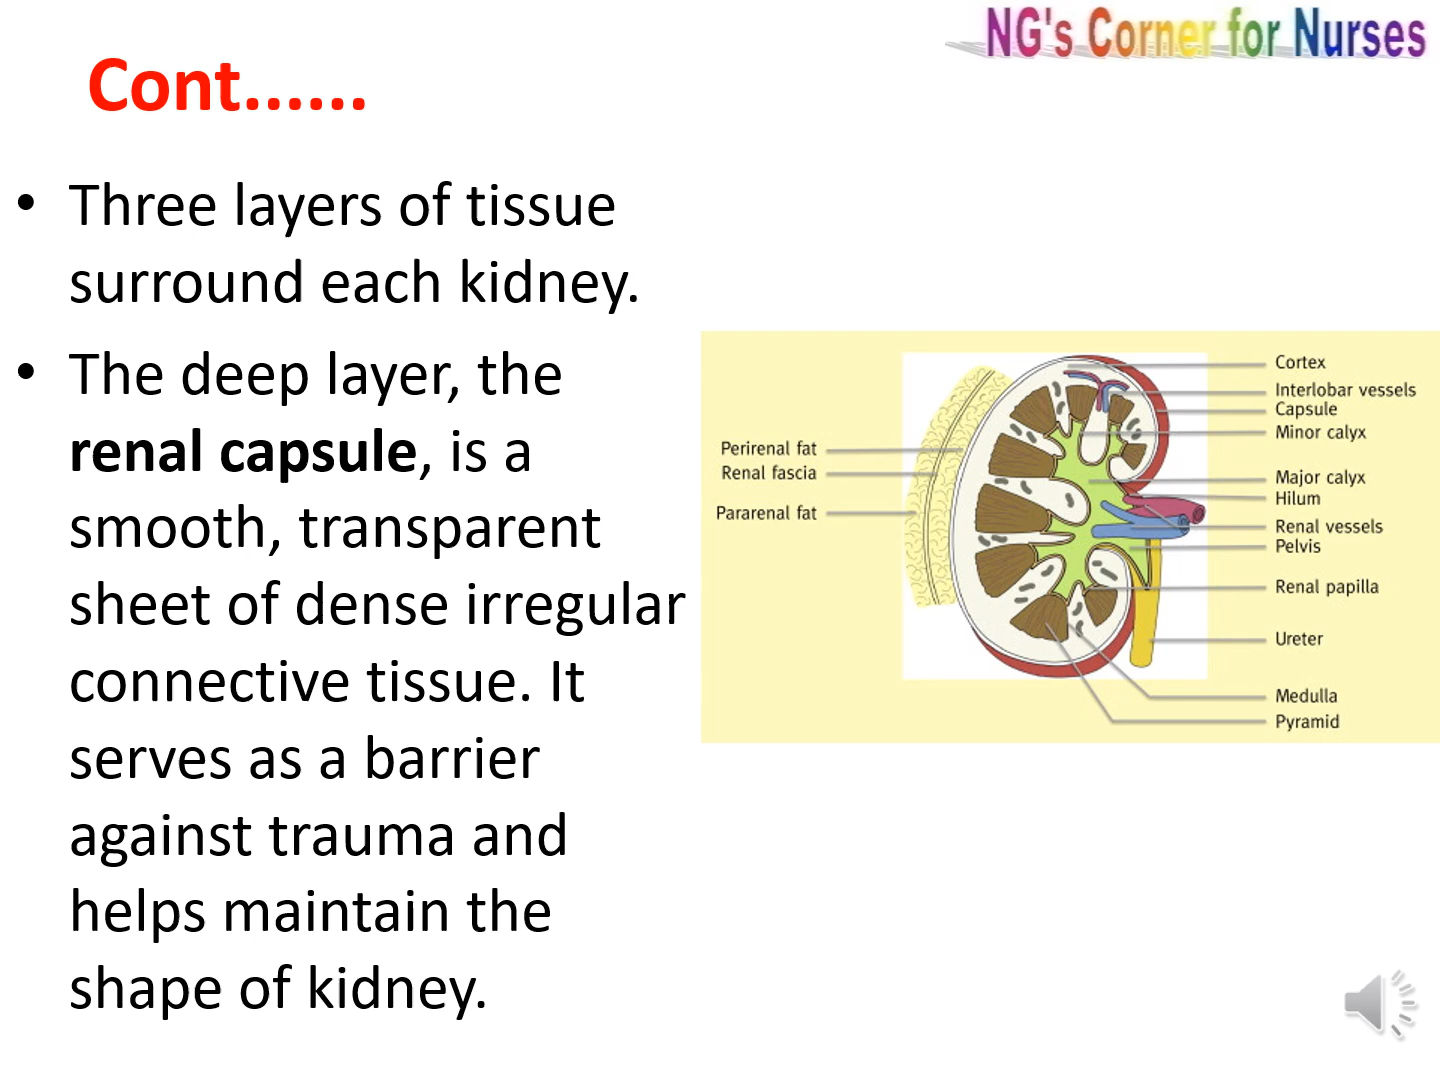 NG's Corner for Nurses
Cont......
• Three layers of tissue
surround each kidney.
• The deep layer, the
renal capsule, is a
smooth, transparent
sheet of dense irregular
connective tissue. It
serves as a barrier
against trauma and
helps maintain the
shape of kidney.
Perirenal fat
Renal fascia
Pararenal fat
Cortex
Interlobar vessels
Capsule
Minor calyx
Major calyx
Hilum
Renal vessels
Pelvis
Renal papilla
Ureter
Medulla
Pyramid